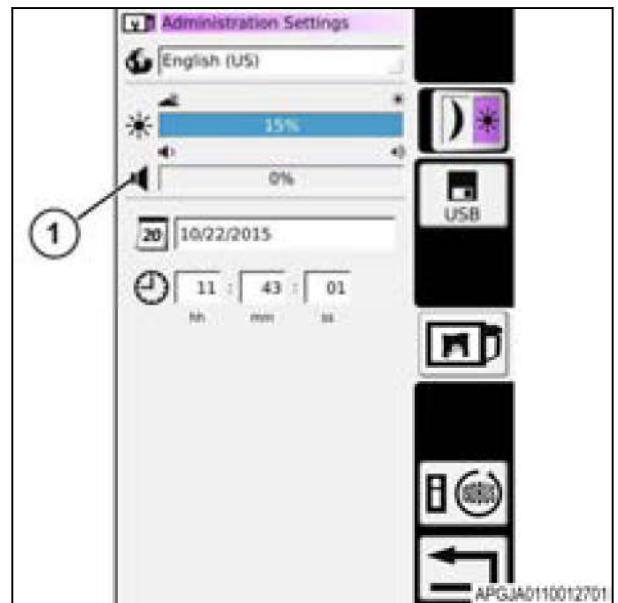 Administration Settings
English (US)
15%
0%
USB
1
20 10/22/2015
11 : 43 : 01
hh mm ss
APGJA0110012701